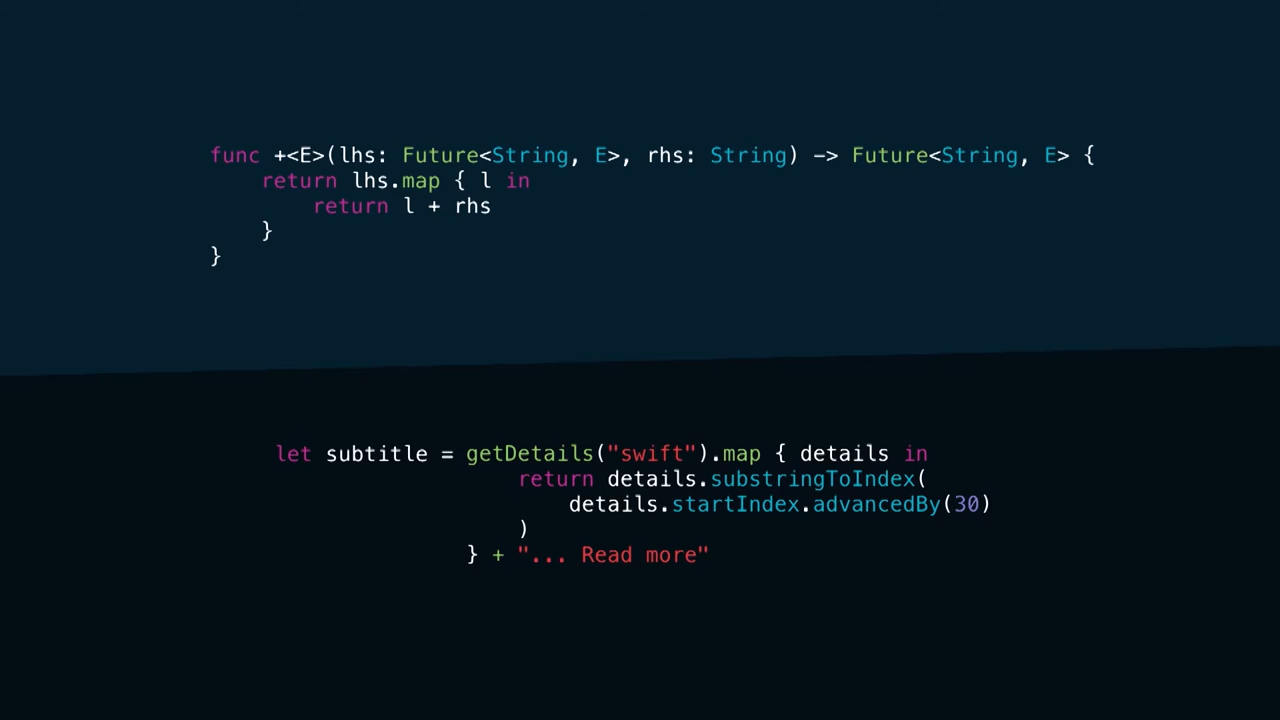 func +<E>(lhs: Future<String, E>, rhs: String) -> Future<String, E> {
    return lhs.map { l in
        return l + rhs
    }
}
let subtitle = getDetails("swift").map { details in
                   return details.substringToIndex(
                       details.startIndex.advancedBy(30)
                   )
               } + "... Read more"